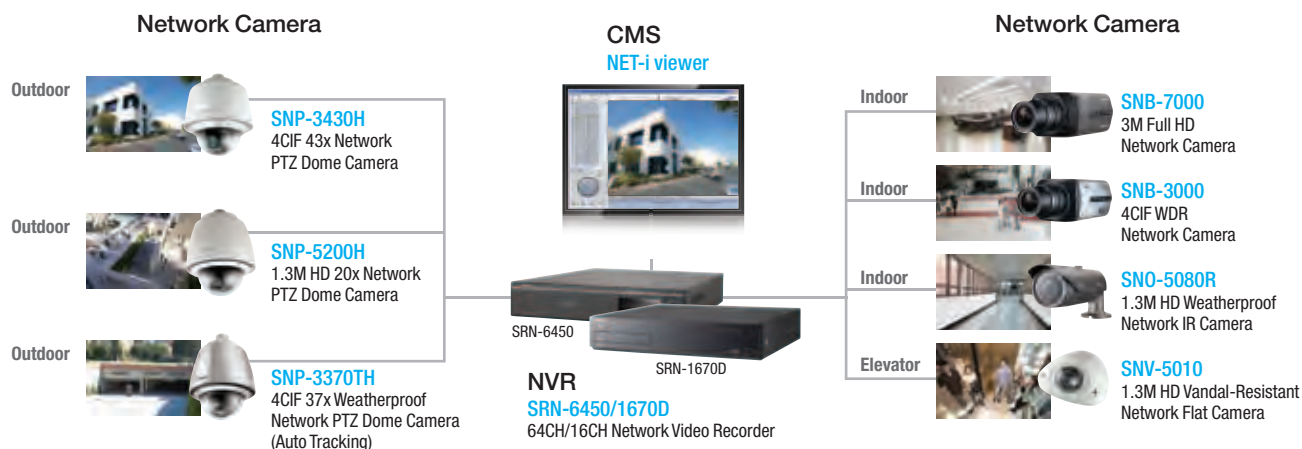 Network Camera
Outdoor
SNP-3430H
4CIF 43x Network
PTZ Dome Camera
Outdoor
SNP-5200H
1.3M HD 20x Network
PTZ Dome Camera
Outdoor
SNP-3370TH
4CIF 37x Weatherproof
Network PTZ Dome Camera
(Auto Tracking)
CMS
NET-i viewer
SRN-6450
SRN-1670D
NVR
SRN-6450/1670D
64CH/16CH Network Video Recorder
Network Camera
Indoor
SNB-7000
3M Full HD
Network Camera
Indoor
SNB-3000
4CIF WDR
Network Camera
Indoor
SNO-5080R
1.3M HD Weatherproof
Network IR Camera
Elevator
SNV-5010
1.3M HD Vandal-Resistant
Network Flat Camera